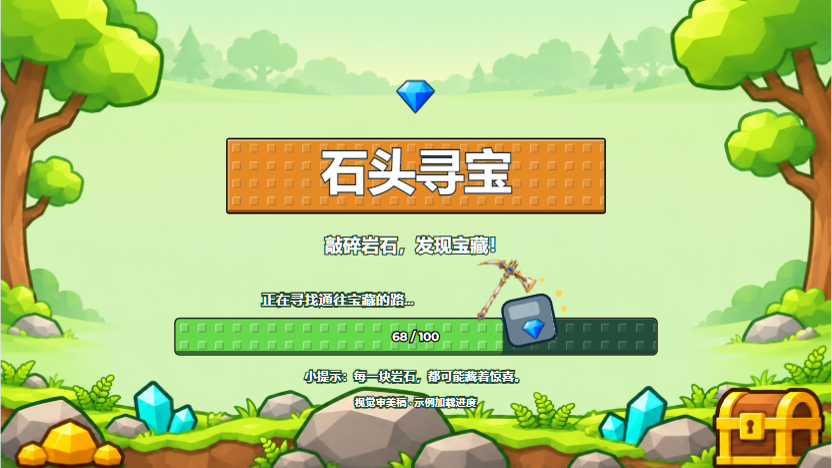 石头寻宝
敲碎岩石，发现宝藏！
正在寻找通往宝藏的路...
68 / 100
小提示：每一块岩石，都可能藏着惊喜。
视觉审美稿 · 示例加载进度